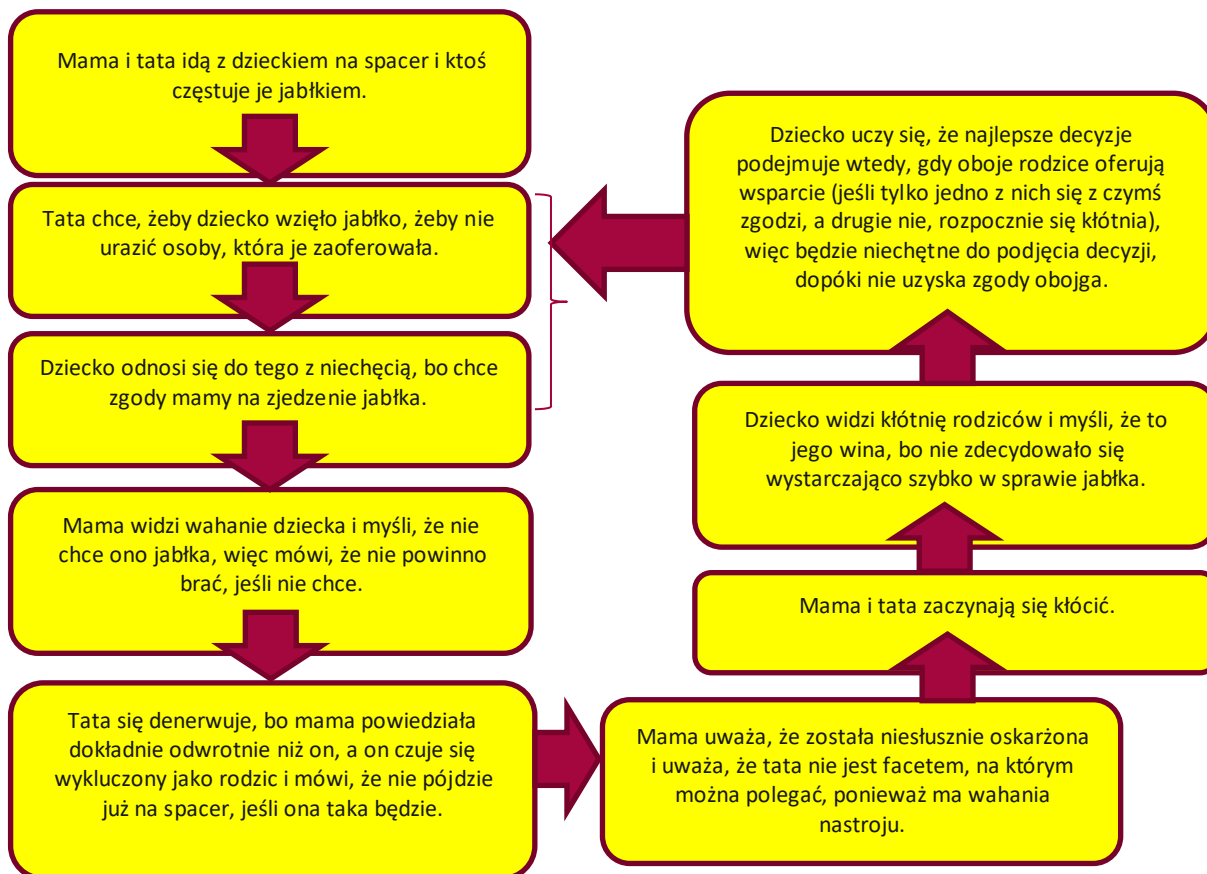 Mama i tata idą z dzieckiem na spacer i ktoś
częstuje je jabłkiem.
Tata chce, żeby dziecko wzięło jabłko, żeby nie
urazić osoby, która je zaoferowała.
Dziecko odnosi się do tego z niechęcią, bo chce
zgody mamy na zjedzenie jabłka.
Mama widzi wahanie dziecka i myśli, że nie
chce ono jabłka, więc mówi, że nie powinno
brać, jeśli nie chce.
Tata się denerwuje, bo mama powiedziała
dokładnie odwrotnie niż on, a on czuje się
wykluczony jako rodzic i mówi, że nie pójdzie
już na spacer, jeśli ona taka będzie.
Mama uważa, że została niesłusznie oskarżona
i uważa, że tata nie jest facetem, na którym
można polegać, ponieważ ma wahania
nastroju.
Mama i tata zaczynają się kłócić.
Dziecko widzi kłótnię rodziców i myśli, że to
jego wina, bo nie zdecydowało się
wystarczająco szybko w sprawie jabłka.
Dziecko uczy się, że najlepsze decyzje
podejmuje wtedy, gdy oboje rodzice oferują
wsparcie (jeśli tylko jedno z nich się z czymś
zgodzi, a drugie nie, rozpocznie się kłótnia),
więc będzie niechętne do podjęcia decyzji,
dopóki nie uzyska zgody obojga.